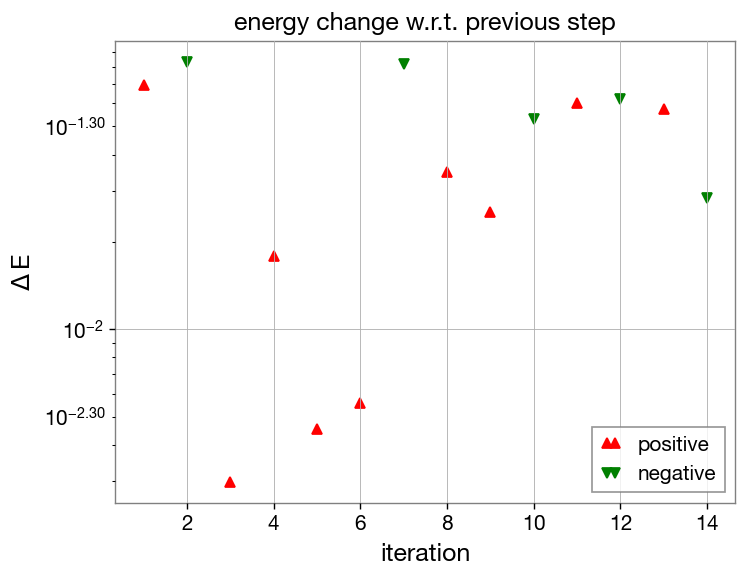 energy change w.r.t. previous step
Δ E
10^−1.30
10^−2
10^−2.30
positive
negative
2 4 6 8 10 12 14
iteration